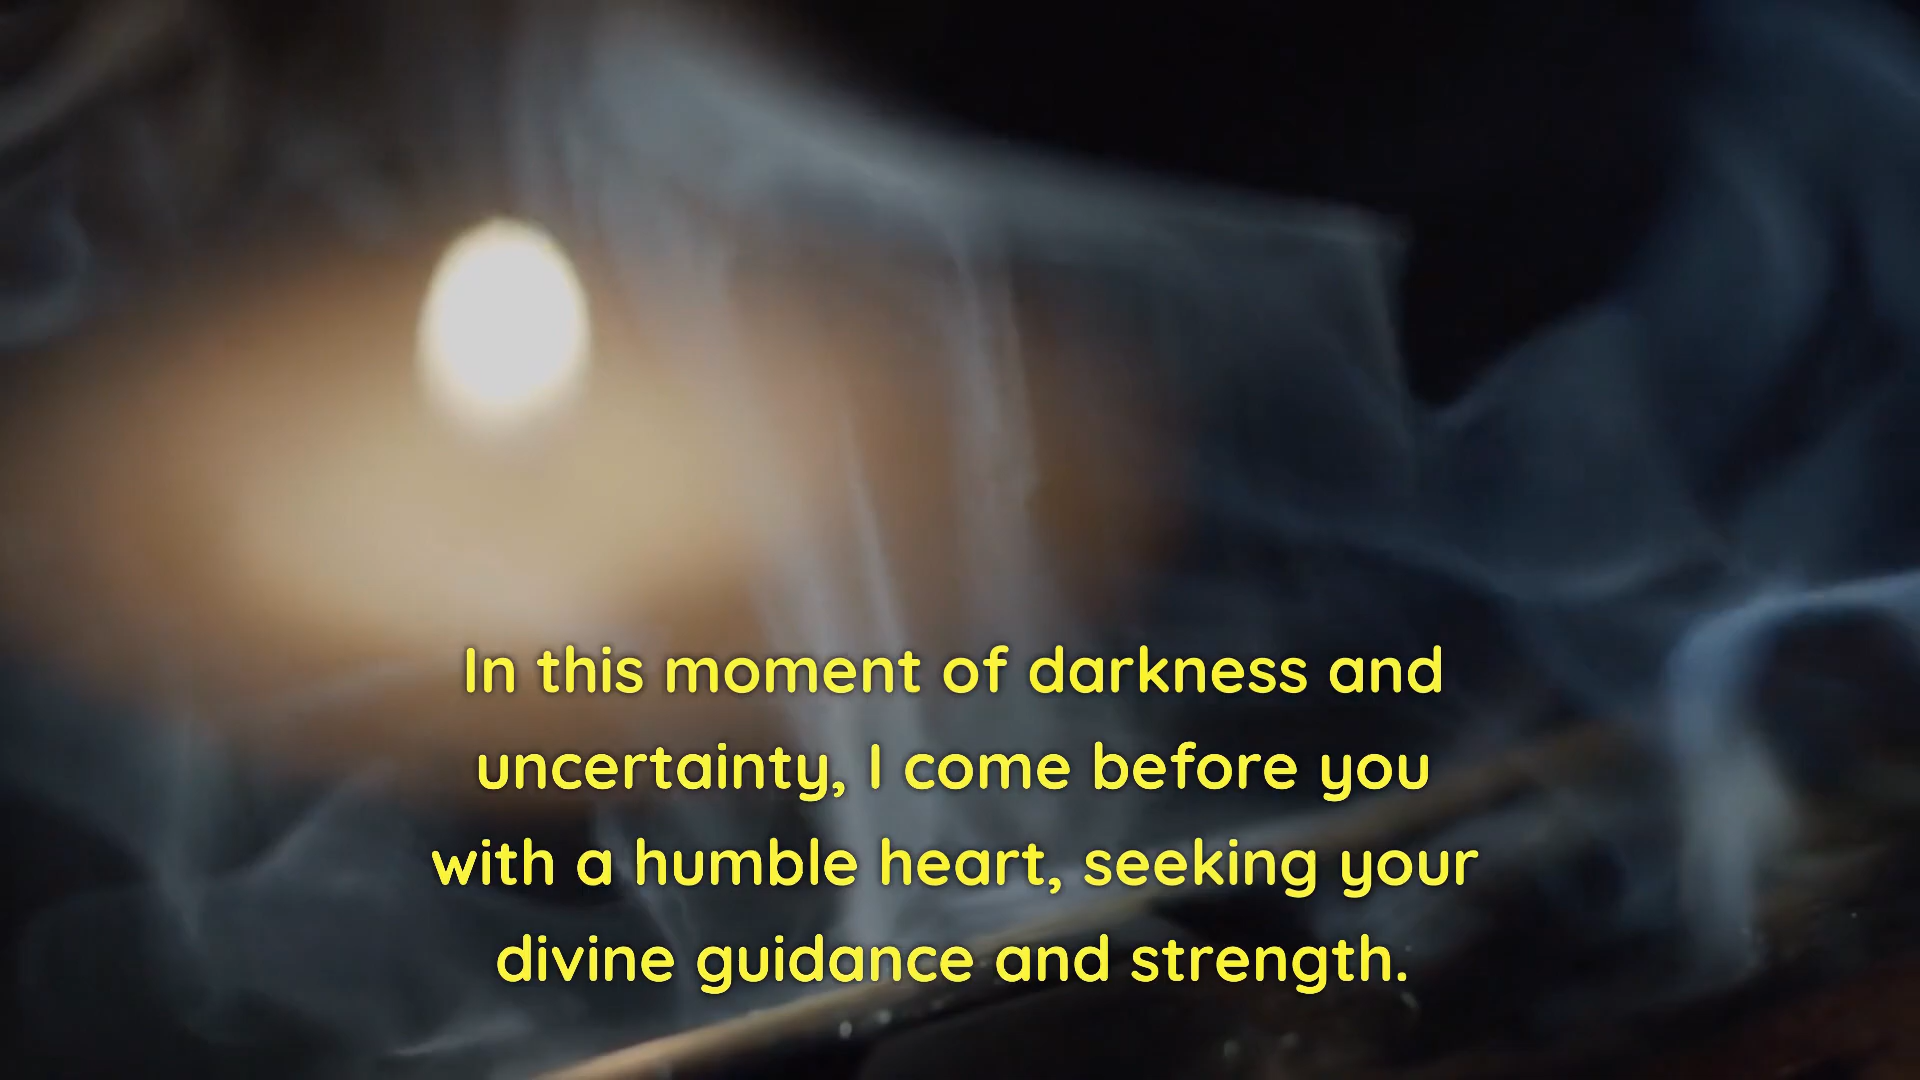 In this moment of darkness and
uncertainty, I come before you
with a humble heart, seeking your
divine guidance and strength.